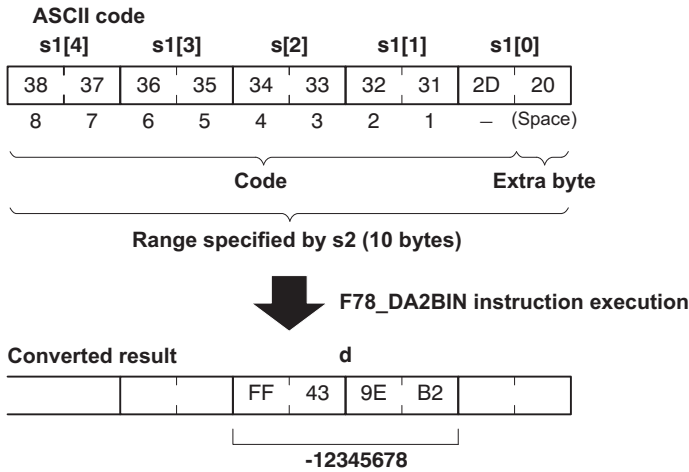 ASCII code
s1[4] s1[3] s[2] s1[1] s1[0]
38 37 36 35 34 33 32 31 2D 20
8 7 6 5 4 3 2 1 – (Space)
Code Extra byte
Range specified by s2 (10 bytes)
F78_DA2BIN instruction execution
Converted result d
FF 43 9E B2
-12345678